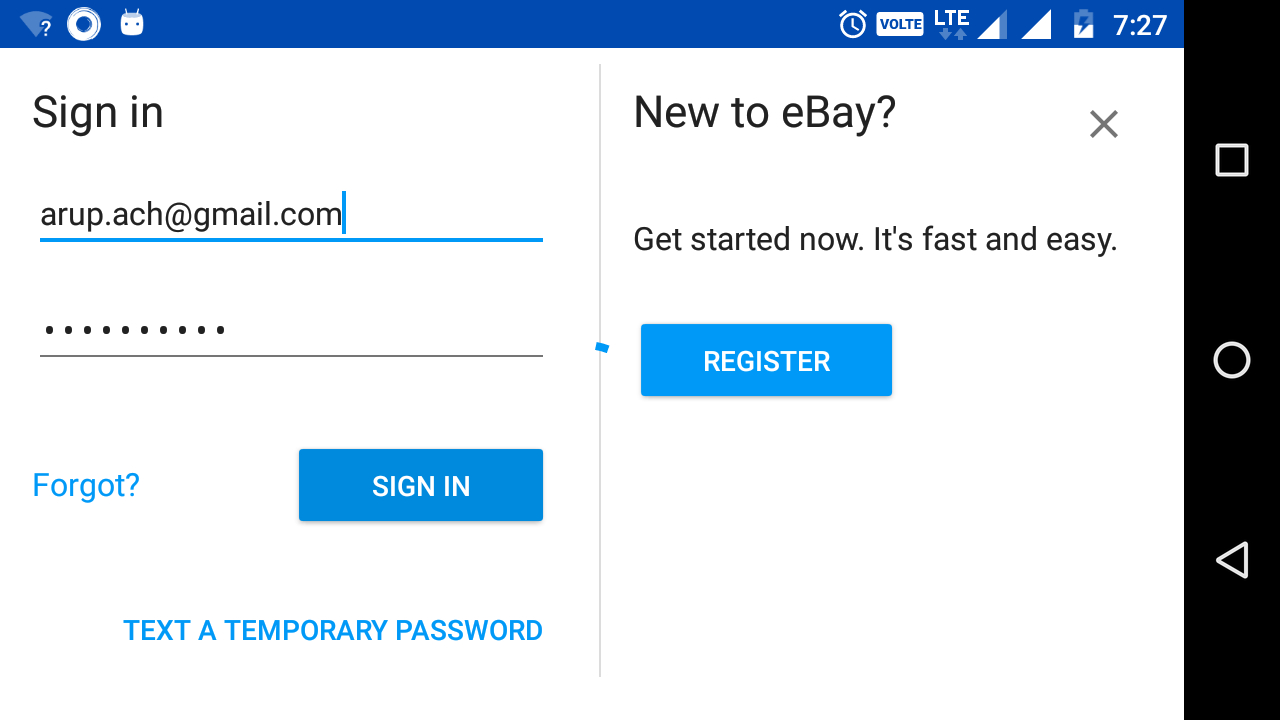 VOLTE LTE 7:27
Sign in
arup.ach@gmail.com
Forgot?
SIGN IN
TEXT A TEMPORARY PASSWORD
New to eBay?
Get started now. It's fast and easy.
REGISTER